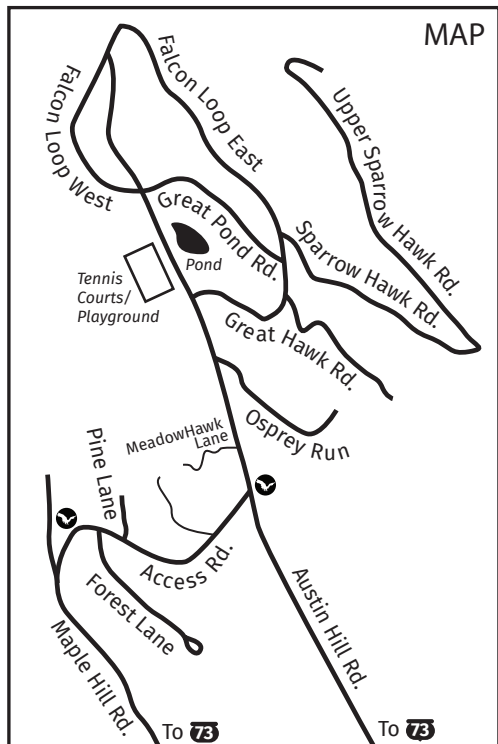 MAP
Falcon Loop East
Falcon Loop West
Upper Sparrow Hawk Rd.
Great Pond Rd.
Pond
Sparrow Hawk Rd.
Tennis
Courts/
Playground
Great Hawk Rd.
Osprey Run
MeadowHawk
Lane
Pine Lane
Access Rd.
Forest Lane
Austin Hill Rd.
Maple Hill Rd.
To 73
To 73